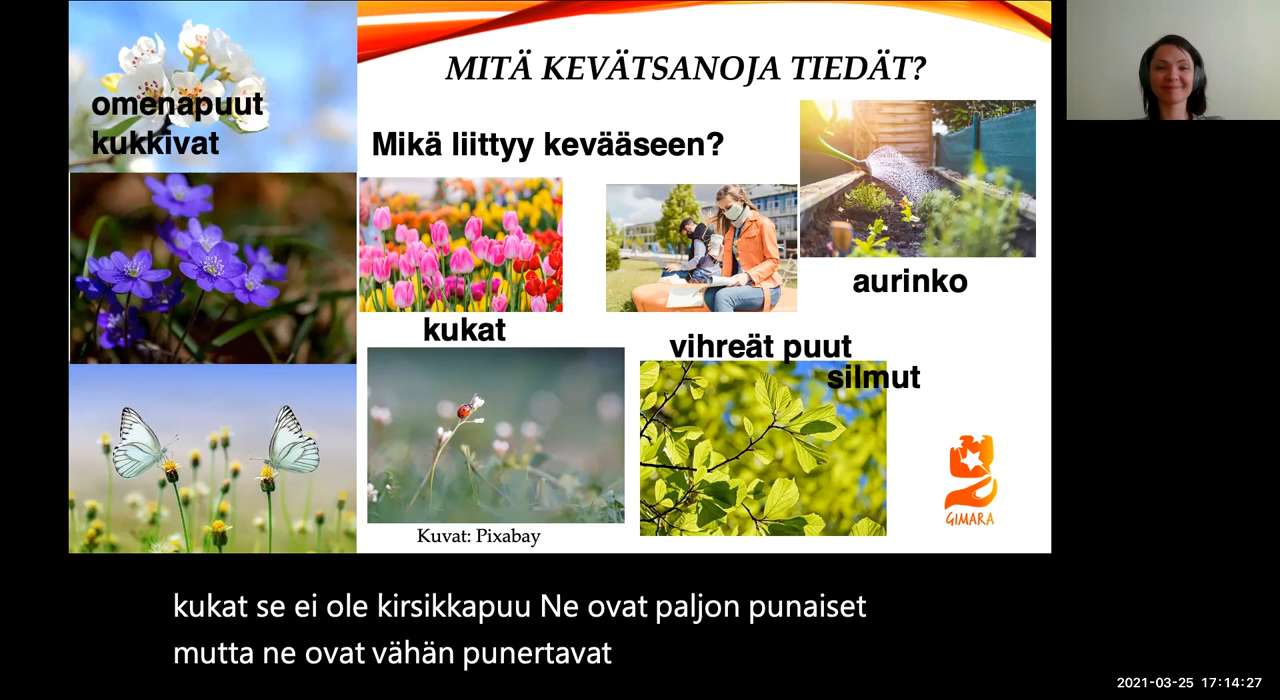 MITÄ KEVÄTSANOJA TIEDÄT?
omenapuut
kukkivat
Mikä liittyy kevääseen?
aurinko
kukat
vihreät puut
silmut
GIMARA
Kuvat: Pixabay
kukat se ei ole kirsikkapuu Ne ovat paljon punaiset
mutta ne ovat vähän punertavat
2021-03-25 17:14:27